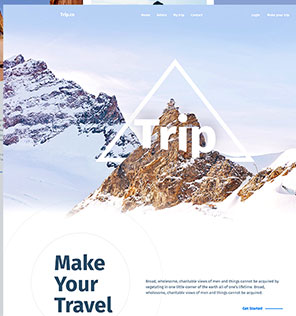 Trip.co
Home
Hotels
My trip
Contact
Login
Make your trip
Trip
Make
Your
Travel
Broad, wholesome, charitable views of men and things cannot be acquired by
vegetating in one little corner of the earth all of one's lifetime. Broad,
wholesome, charitable views of men and things cannot be acquired.
Get Started